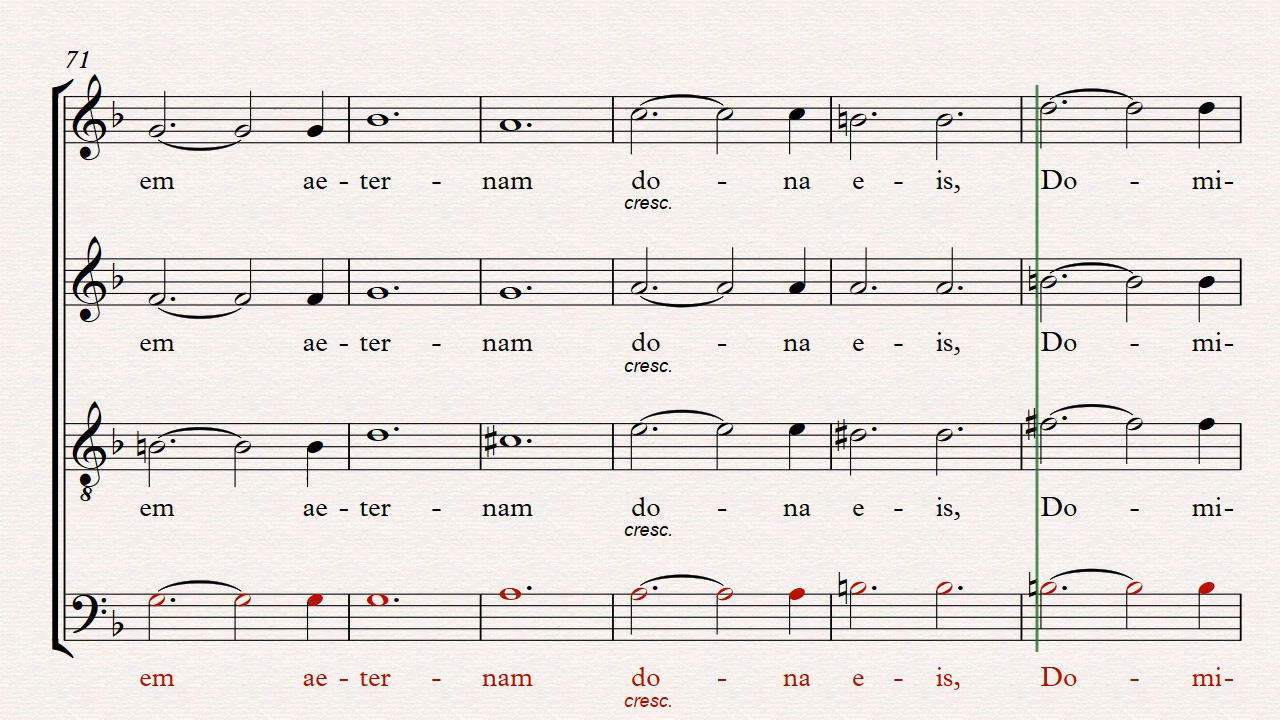 71
em ae - ter - nam do - na e - is, Do - mi-
cresc.
em ae - ter - nam do - na e - is, Do - mi-
cresc.
8
em ae - ter - nam do - na e - is, Do - mi-
cresc.
em ae - ter - nam do - na e - is, Do - mi-
cresc.